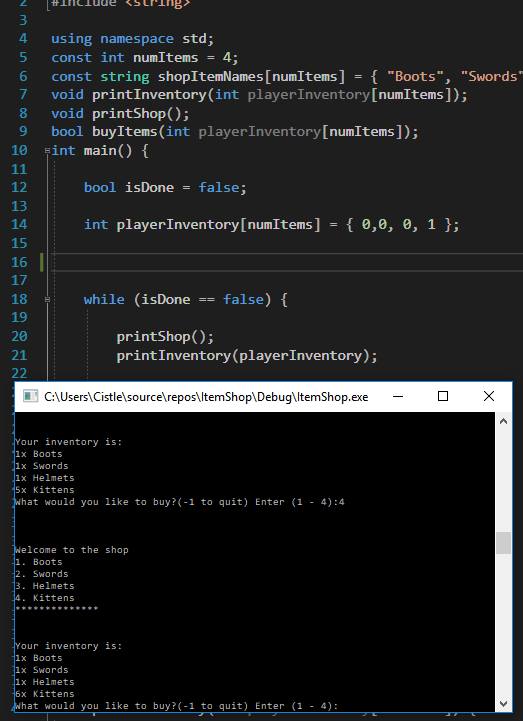 2 #include <string>
3
4 using namespace std;
5 const int numItems = 4;
6 const string shopItemNames[numItems] = { "Boots", "Swords"
7 void printInventory(int playerInventory[numItems]);
8 void printShop();
9 bool buyItems(int playerInventory[numItems]);
10 int main() {
11
12 bool isDone = false;
13
14 int playerInventory[numItems] = { 0,0, 0, 1 };
15
16
17
18 while (isDone == false) {
19
20 printShop();
21 printInventory(playerInventory);
22
C:\Users\Cistle\source\repos\ItemShop\Debug\ItemShop.exe
Your inventory is:
1x Boots
1x Swords
1x Helmets
5x Kittens
What would you like to buy?(-1 to quit) Enter (1 - 4):4
Welcome to the shop
1. Boots
2. Swords
3. Helmets
4. Kittens
**************
Your inventory is:
1x Boots
1x Swords
1x Helmets
6x Kittens
What would you like to buy?(-1 to quit) Enter (1 - 4):